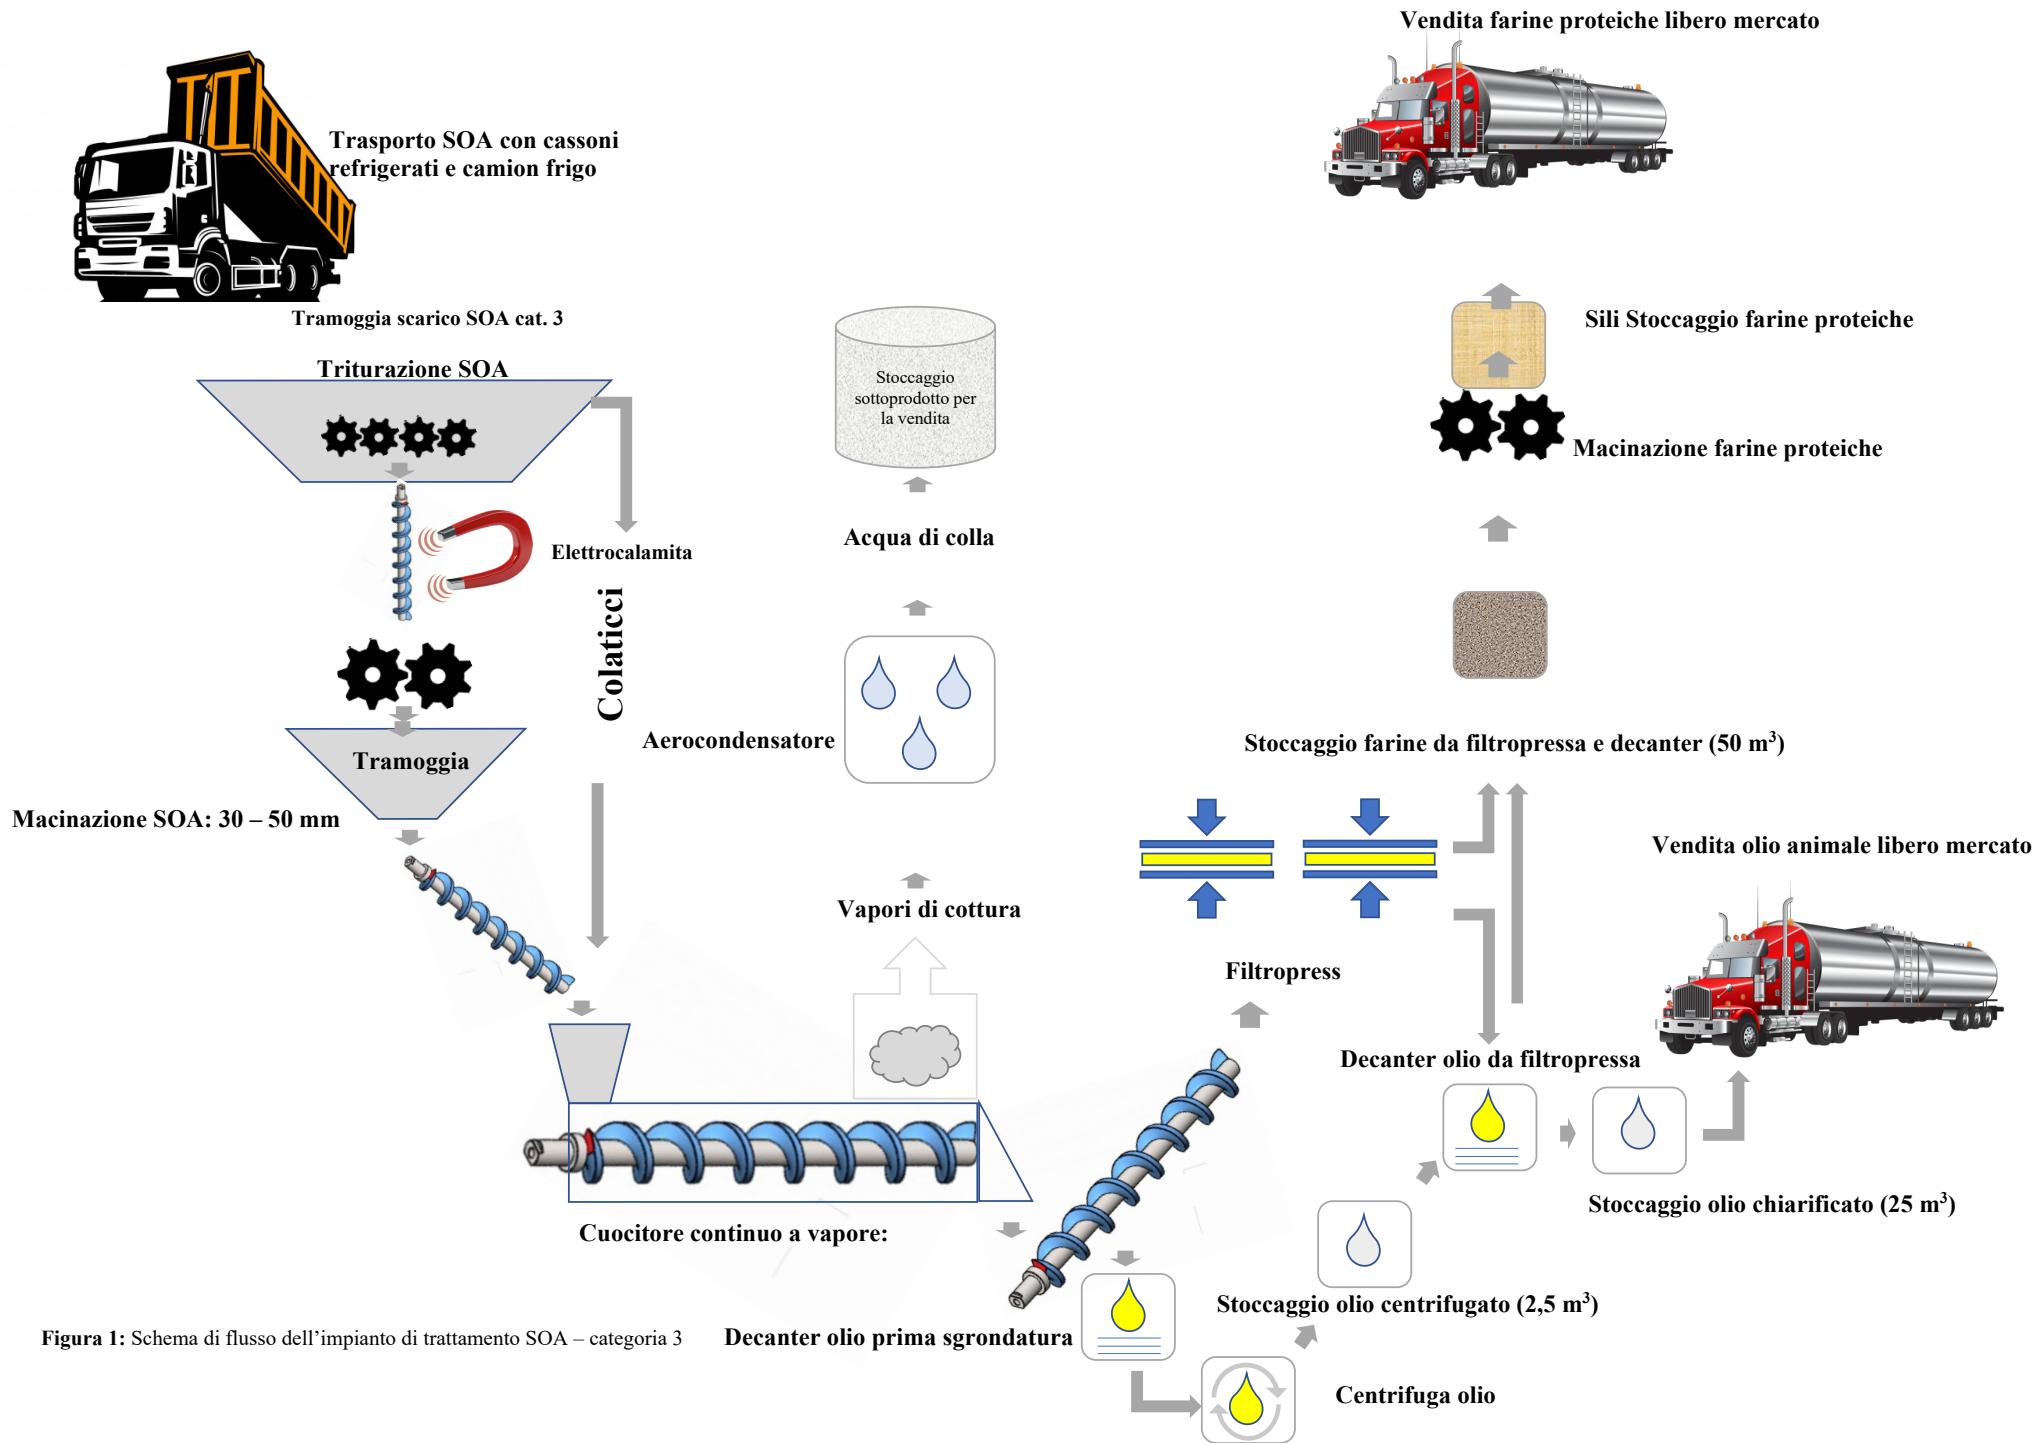 Vendita farine proteiche libero mercato
Trasporto SOA con cassoni
refrigerati e camion frigo
Tramoggia scarico SOA cat. 3
Triturazione SOA
Elettrocalamita
Colaticci
Tramoggia
Macinazione SOA: 30 – 50 mm
Stoccaggio
sottoprodotto per
la vendita
Acqua di colla
Aerocondensatore
Vapori di cottura
Cuocitore continuo a vapore:
Sili Stoccaggio farine proteiche
Macinazione farine proteiche
Stoccaggio farine da filtropressa e decanter (50 m³)
Vendita olio animale libero mercato
Filtropress
Decanter olio da filtropressa
Stoccaggio olio chiarificato (25 m³)
Stoccaggio olio centrifugato (2,5 m³)
Decanter olio prima sgrondatura
Centrifuga olio
Figura 1: Schema di flusso dell’impianto di trattamento SOA – categoria 3